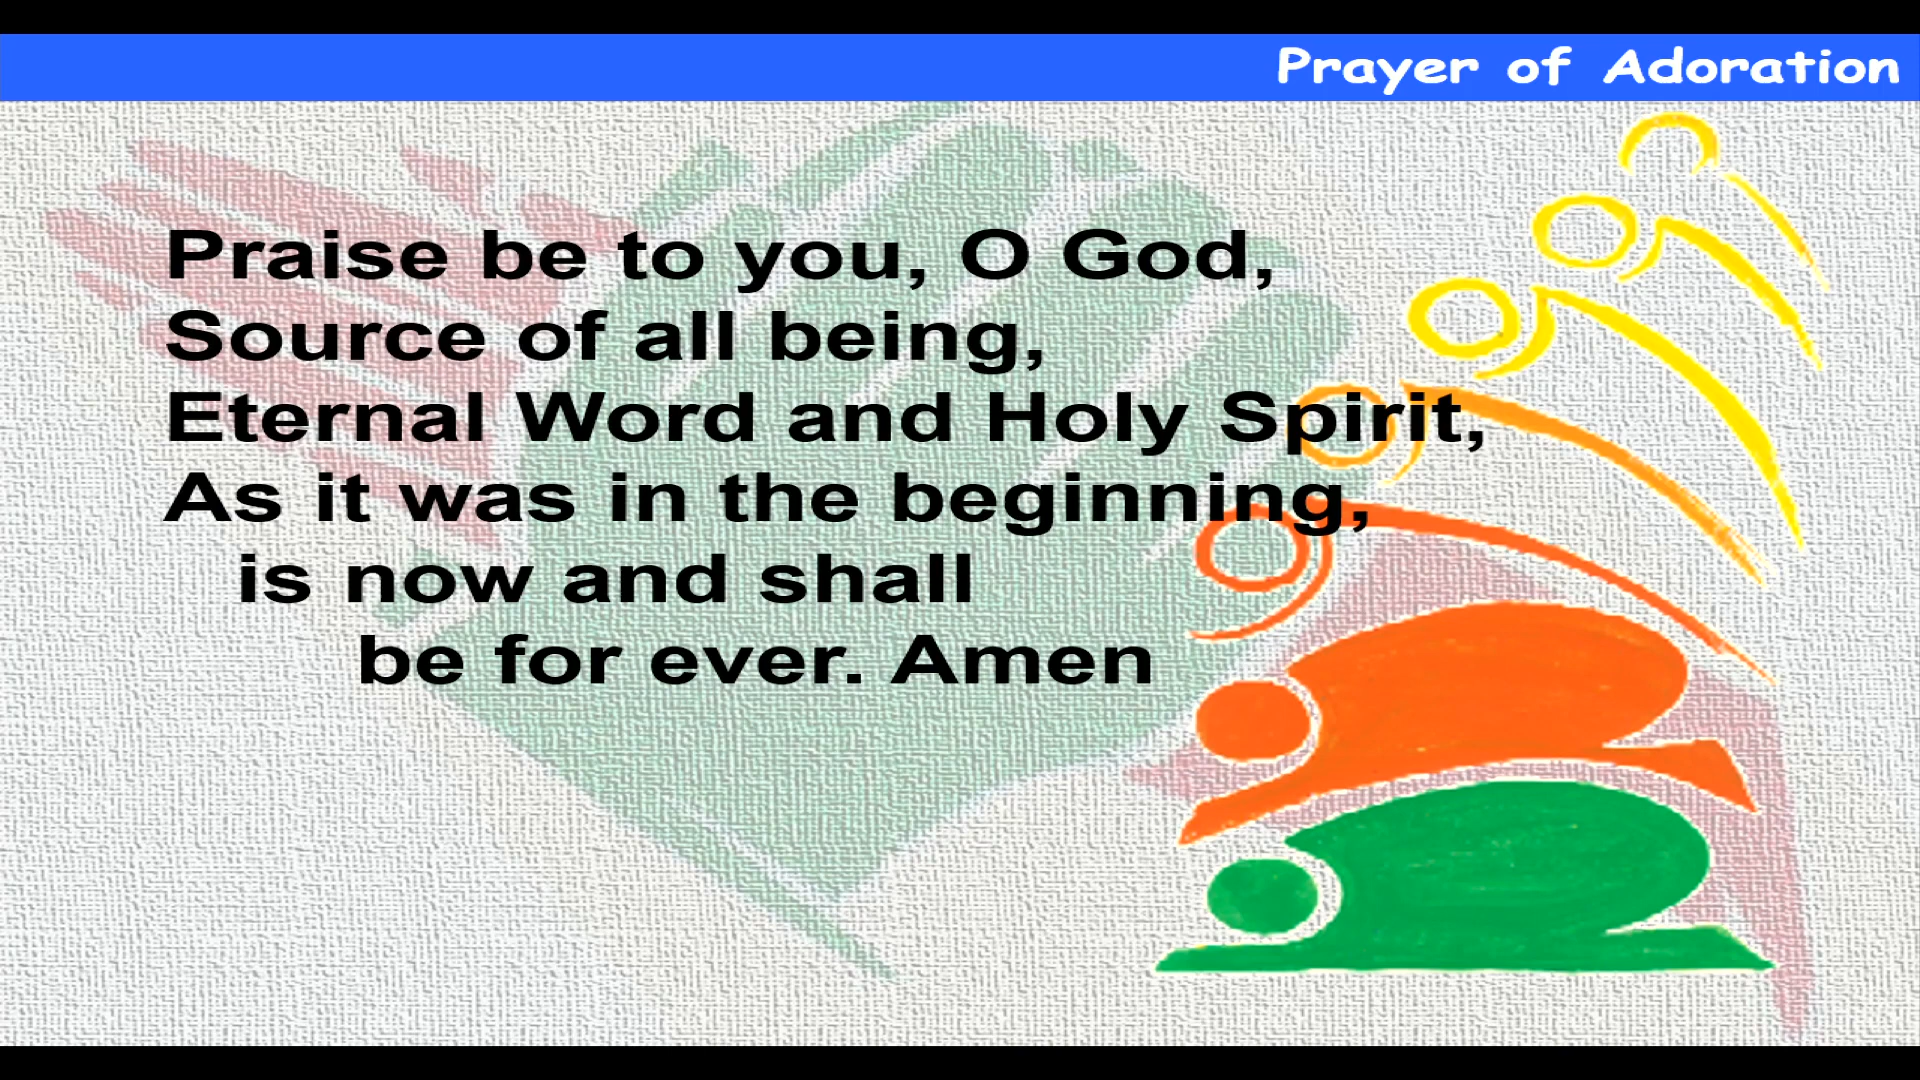 Prayer of Adoration
Praise be to you, O God,
Source of all being,
Eternal Word and Holy Spirit,
As it was in the beginning,
is now and shall
be for ever. Amen